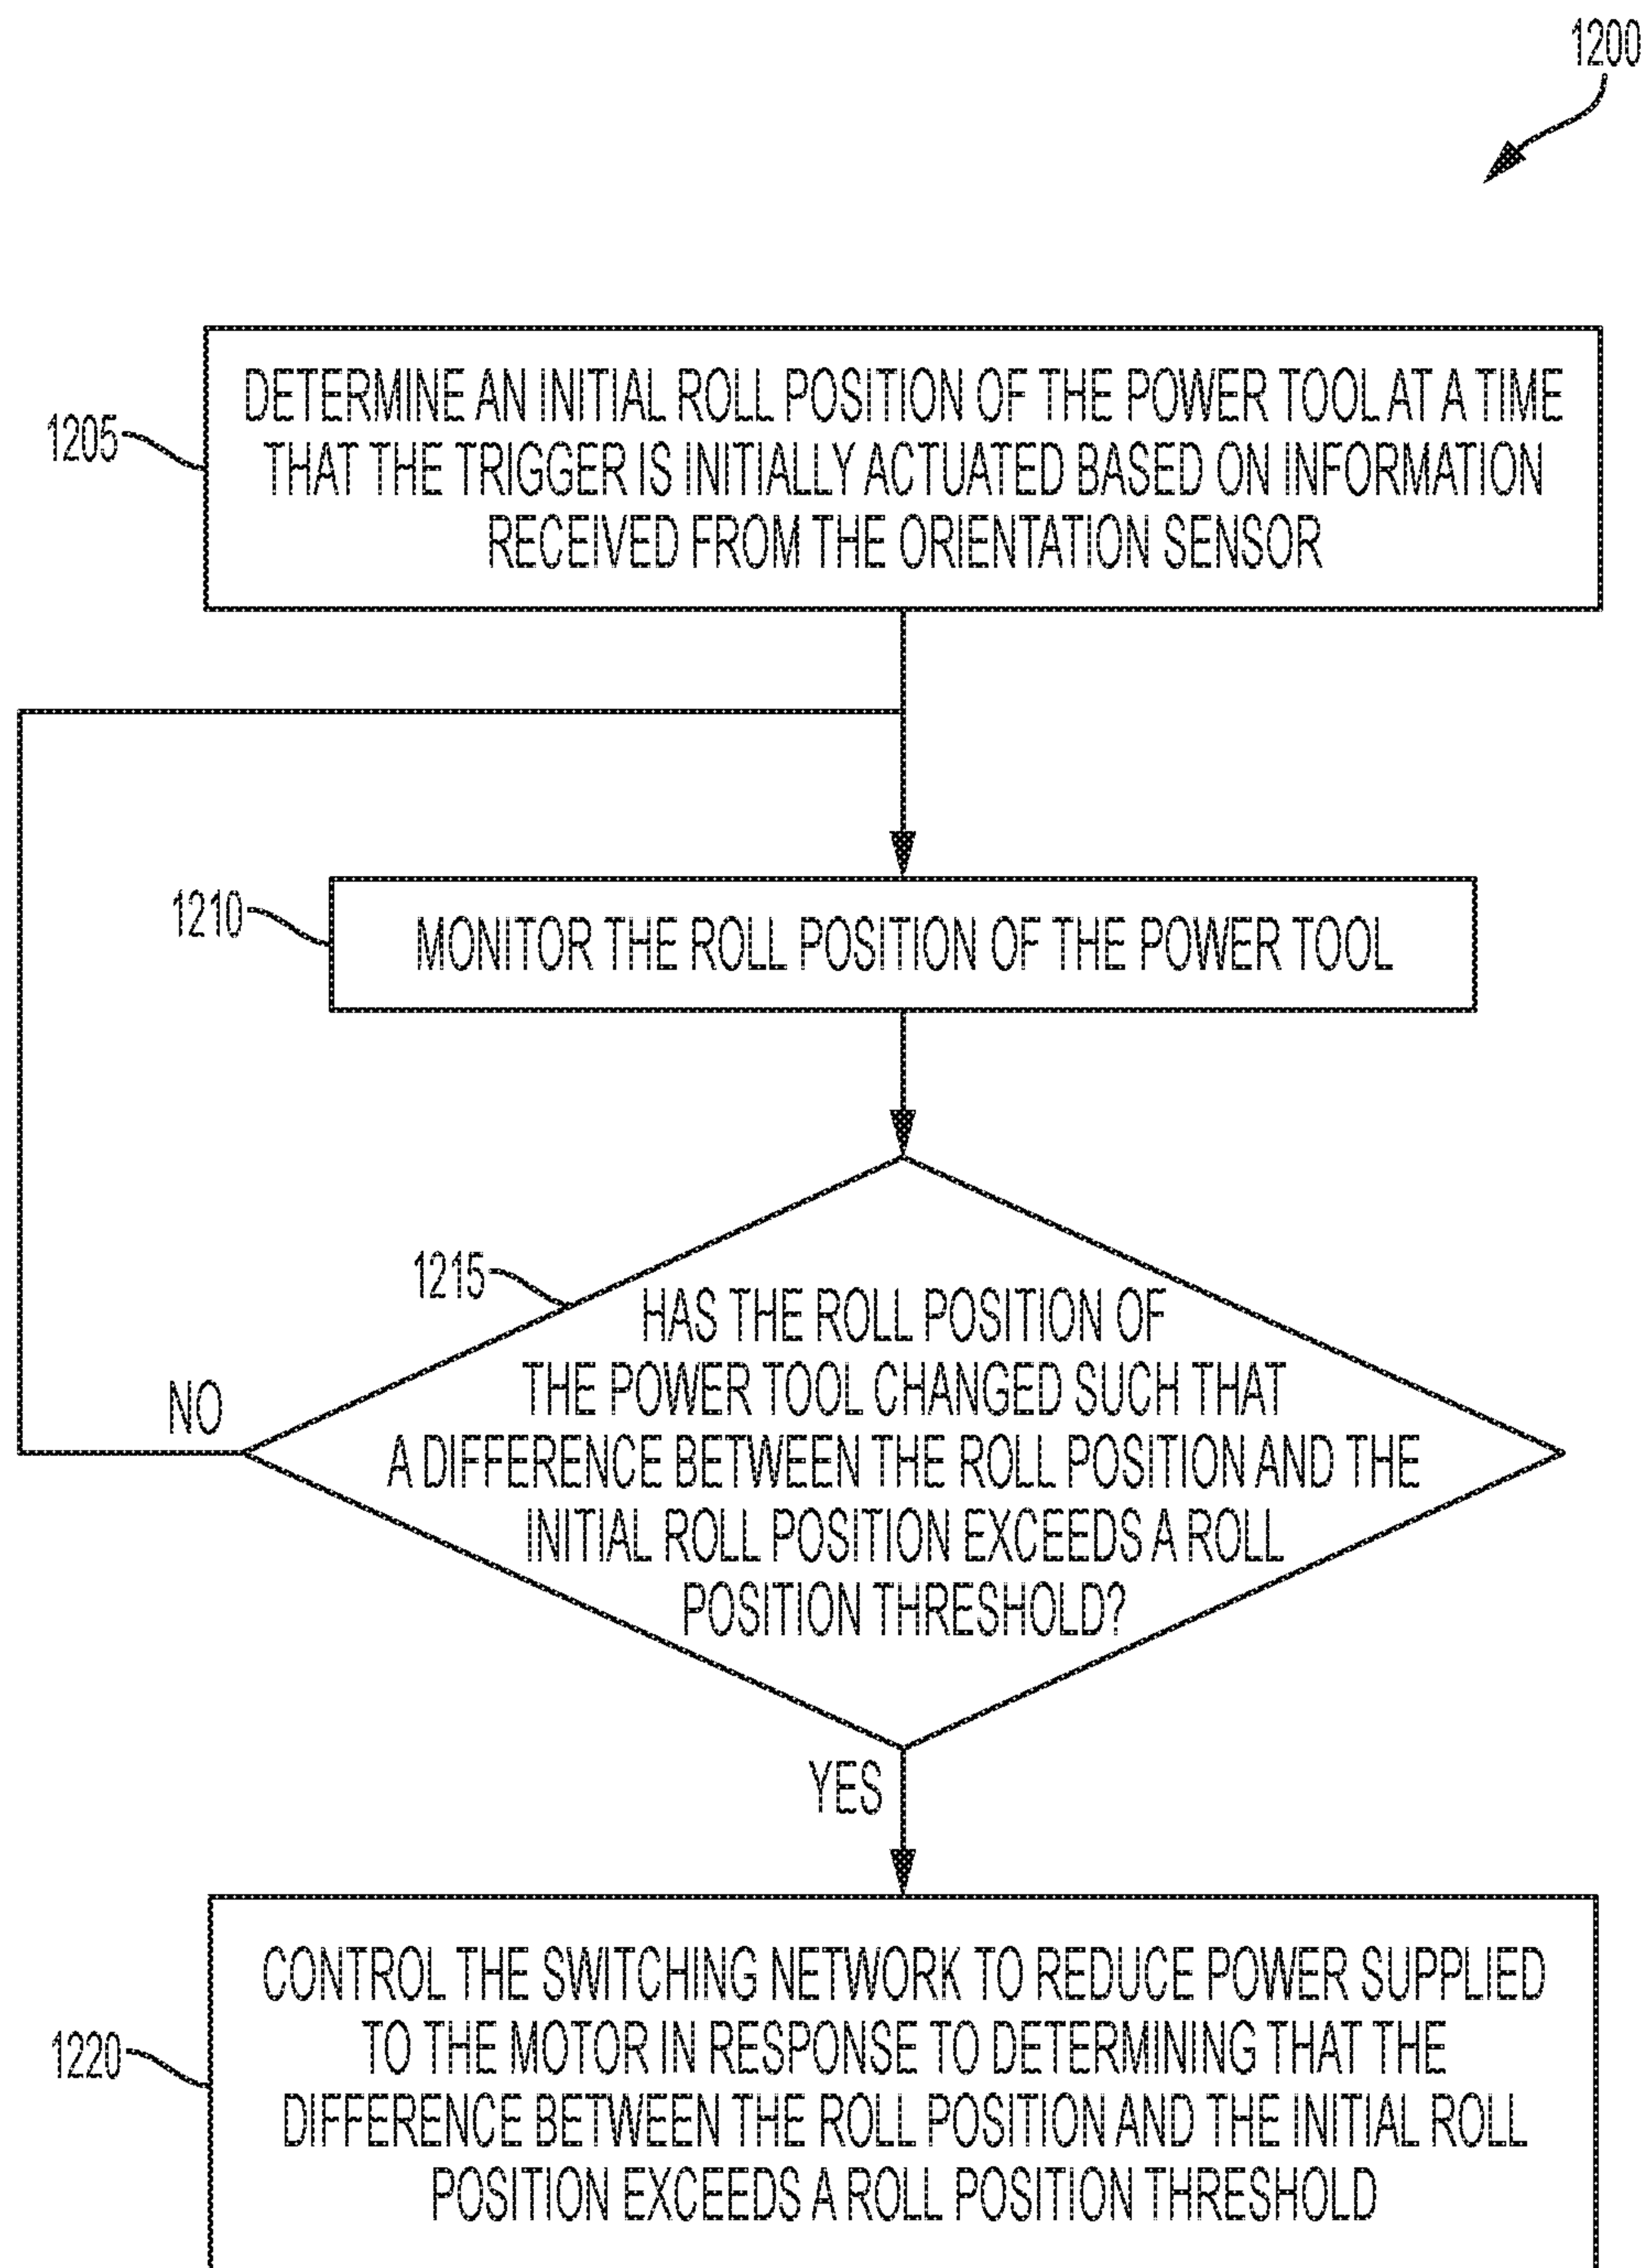 1200
1205
DETERMINE AN INITIAL ROLL POSITION OF THE POWER TOOL AT A TIME
THAT THE TRIGGER IS INITIALLY ACTUATED BASED ON INFORMATION
RECEIVED FROM THE ORIENTATION SENSOR
1210
MONITOR THE ROLL POSITION OF THE POWER TOOL
1215
HAS THE ROLL POSITION OF
THE POWER TOOL CHANGED SUCH THAT
A DIFFERENCE BETWEEN THE ROLL POSITION AND THE
INITIAL ROLL POSITION EXCEEDS A ROLL
POSITION THRESHOLD?
NO
YES
1220
CONTROL THE SWITCHING NETWORK TO REDUCE POWER SUPPLIED
TO THE MOTOR IN RESPONSE TO DETERMINING THAT THE
DIFFERENCE BETWEEN THE ROLL POSITION AND THE INITIAL ROLL
POSITION EXCEEDS A ROLL POSITION THRESHOLD